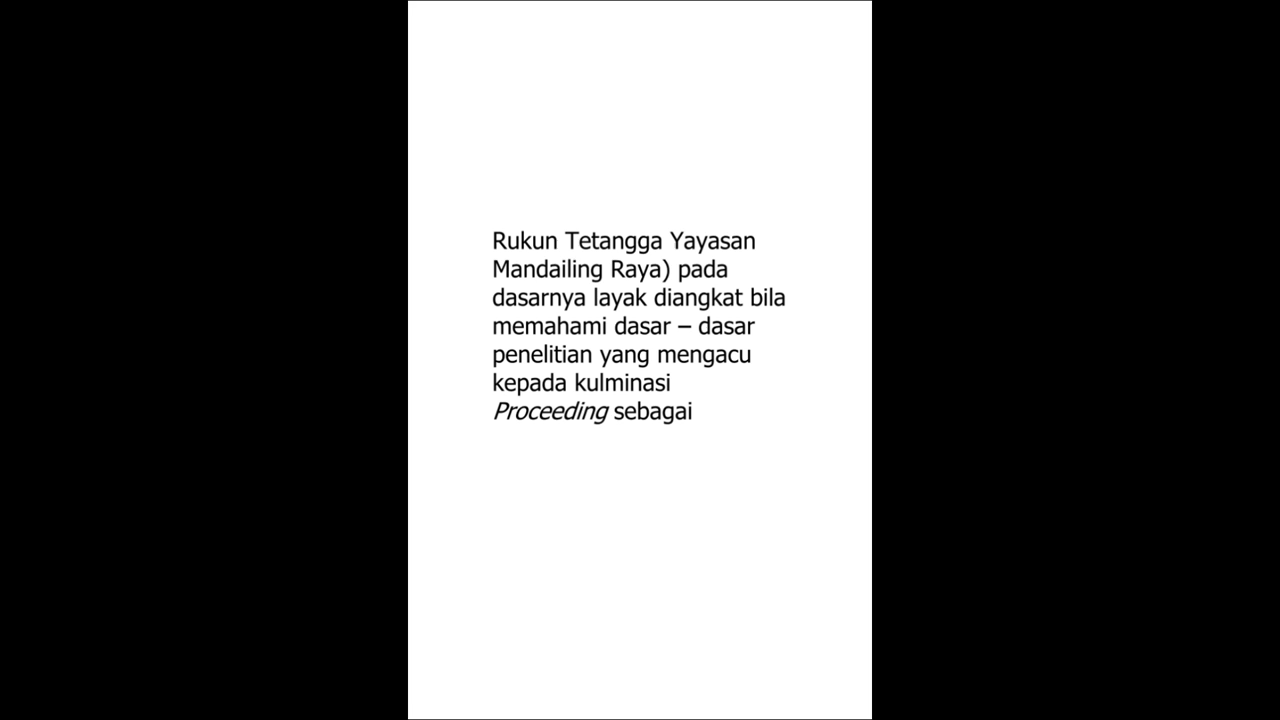 Rukun Tetangga Yayasan
Mandailing Raya) pada
dasarnya layak diangkat bila
memahami dasar – dasar
penelitian yang mengacu
kepada kulminasi
Proceeding sebagai